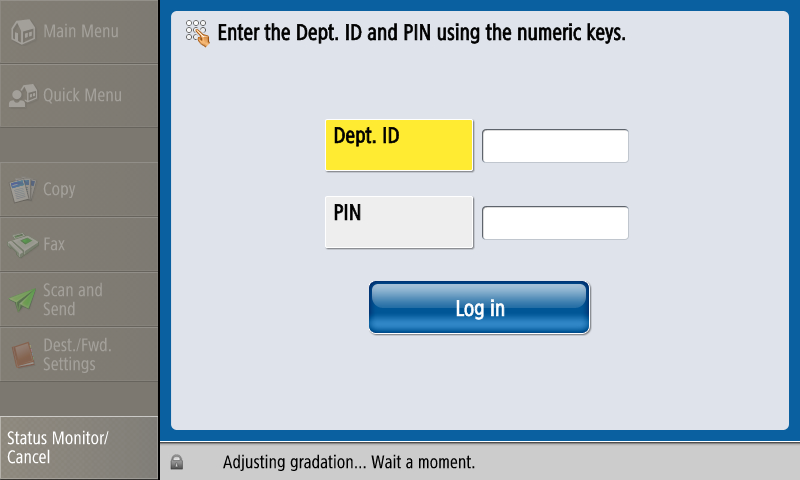 Main Menu
Quick Menu
Copy
Fax
Scan and
Send
Dest./Fwd.
Settings
Status Monitor/
Cancel
Enter the Dept. ID and PIN using the numeric keys.
Dept. ID
PIN
Log in
Adjusting gradation... Wait a moment.